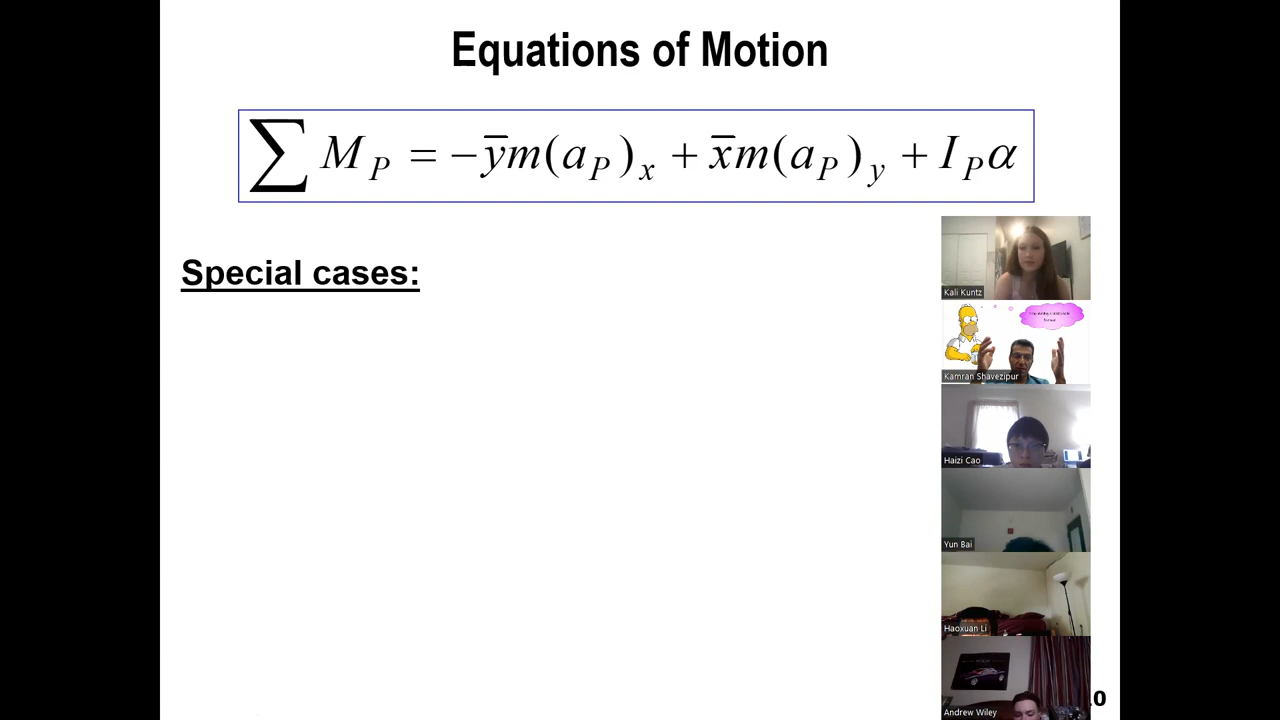 Equations of Motion
∑ M_P = −y̅m(a_P)_x + x̅m(a_P)_y + I_Pα
Special cases:
Kali Kuntz
Kamran Shavezipur
Haizi Cao
Yun Bai
Haoxuan Li
Andrew Wiley
0